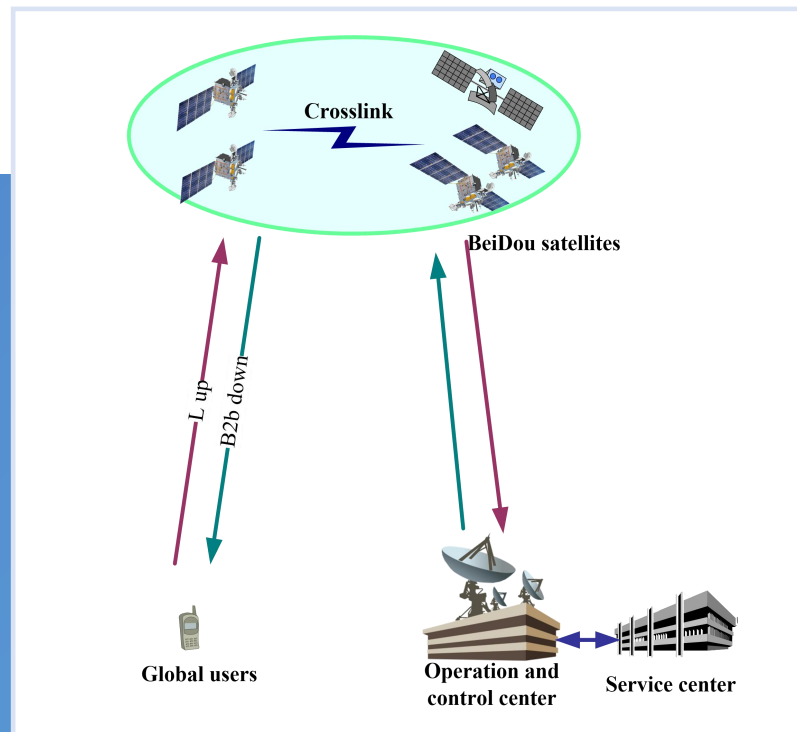 Crosslink
BeiDou satellites
L up
B2b down
Global users
Operation and
control center
Service center